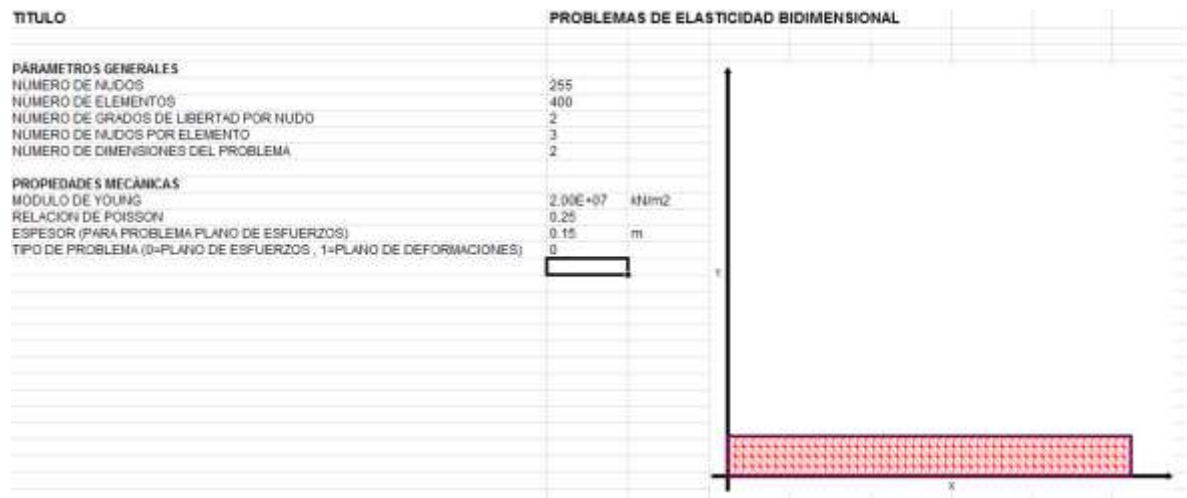 TITULO PROBLEMAS DE ELASTICIDAD BIDIMENSIONAL
PARAMETROS GENERALES
NUMERO DE NUDOS 255
NUMERO DE ELEMENTOS 400
NUMERO DE GRADOS DE LIBERTAD POR NUDO 2
NUMERO DE NUDOS POR ELEMENTO 3
NUMERO DE DIMENSIONES DEL PROBLEMA 2
PROPIEDADES MECÁNICAS
MODULO DE YOUNG 2.00E+07 kN/m2
RELACION DE POISSON 0.25
ESPESOR (PARA PROBLEMA PLANO DE ESFUERZOS) 0.15 m
TIPO DE PROBLEMA (0=PLANO DE ESFUERZOS , 1=PLANO DE DEFORMACIONES) 0
Y
X